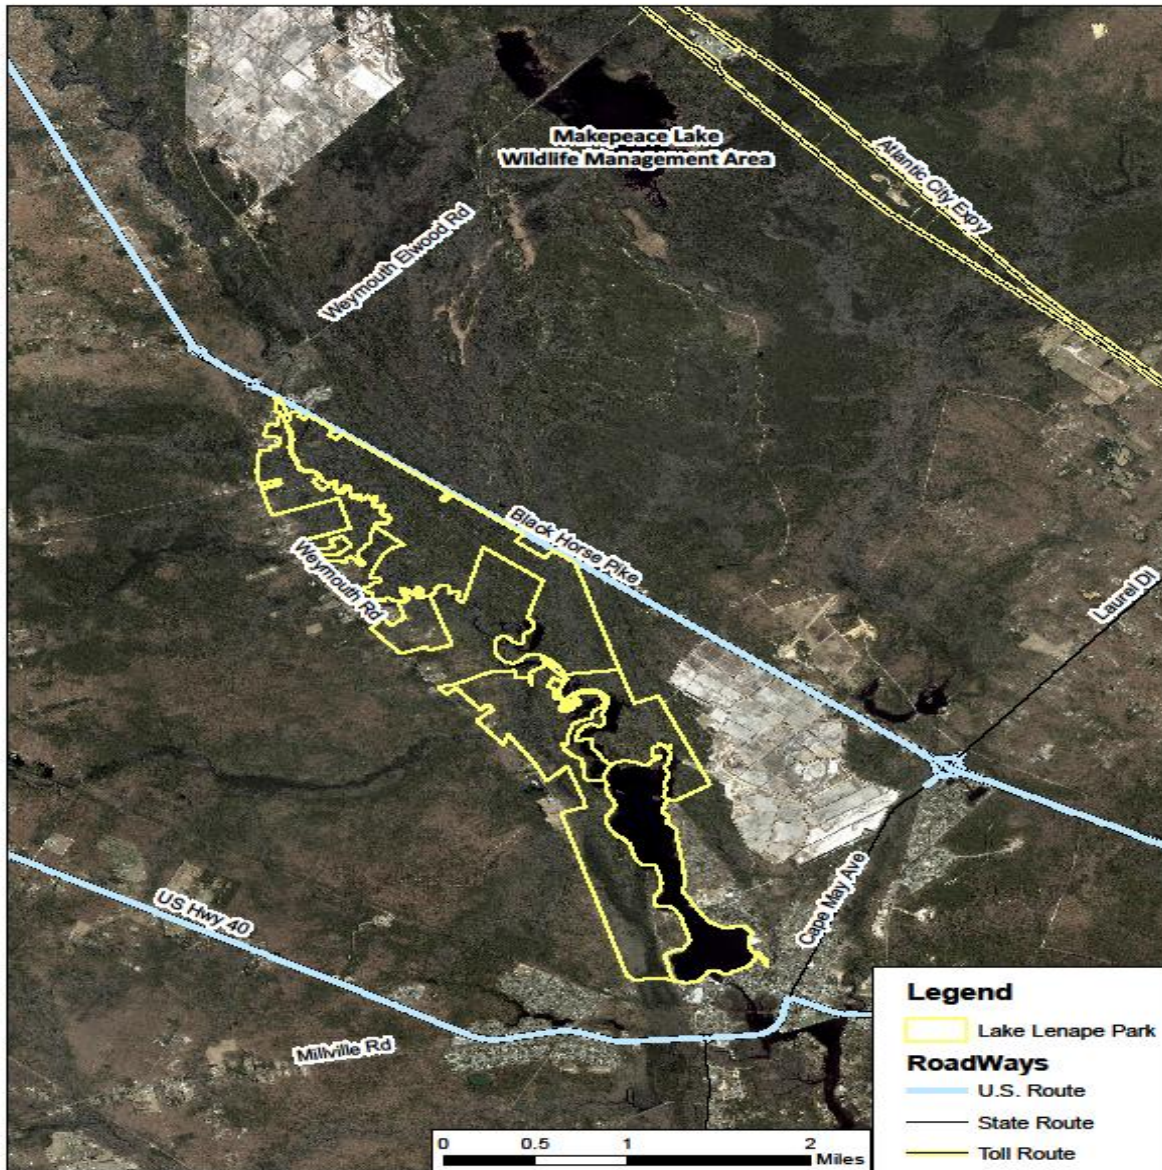 Makepeace Lake
Wildlife Management Area
Atlantic City Expy
Weymouth Elwood Rd
Black Horse Pike
Weymouth Rd
Laurel Dr
Cape May Ave
US Hwy 40
Millville Rd
Legend
Lake Lenape Park
RoadWays
U.S. Route
State Route
Toll Route
0 0.5 1 2
Miles